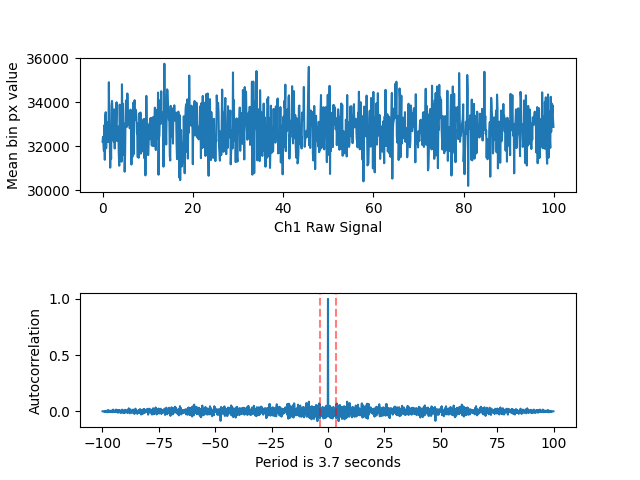 36000
34000
32000
30000
Mean bin px value
0 20 40 60 80 100
Ch1 Raw Signal
1.0
0.5
0.0
Autocorrelation
−100 −75 −50 −25 0 25 50 75 100
Period is 3.7 seconds